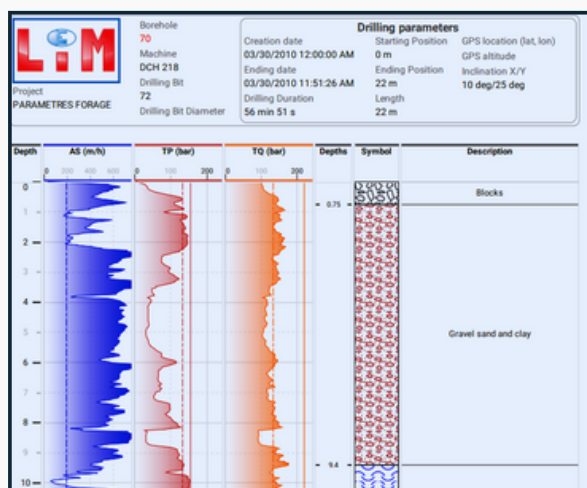 LiM
Project
PARAMETRES FORAGE
Borehole
70
Machine
DCH 218
Drilling Bit
72
Drilling Bit Diameter
Drilling parameters
Creation date
03/30/2010 12:00:00 AM
Ending date
03/30/2010 11:51:26 AM
Drilling Duration
56 min 51 s
Starting Position
0 m
Ending Position
22 m
Length
22 m
GPS location (lat, lon)
GPS altitude
Inclination X/Y
10 deg/25 deg
Depth AS (m/h) TP (bar) TQ (bar) Depths Symbol Description
0 200 400 600 0 100 200 0 100 200
0
Blocks
0.75
1
2
3
4
5
Gravel sand and clay
6
7
8
9
9.4
10